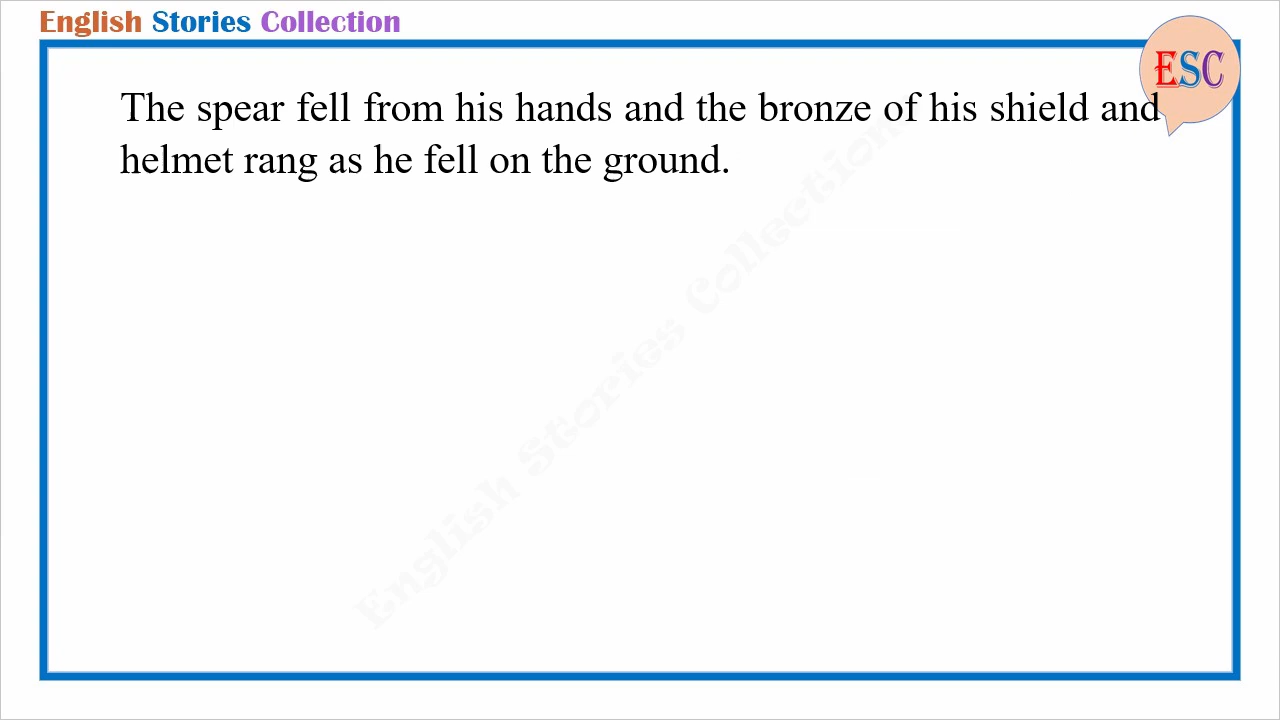 English Stories Collection
ESC
The spear fell from his hands and the bronze of his shield and
helmet rang as he fell on the ground.
English Stories Collection